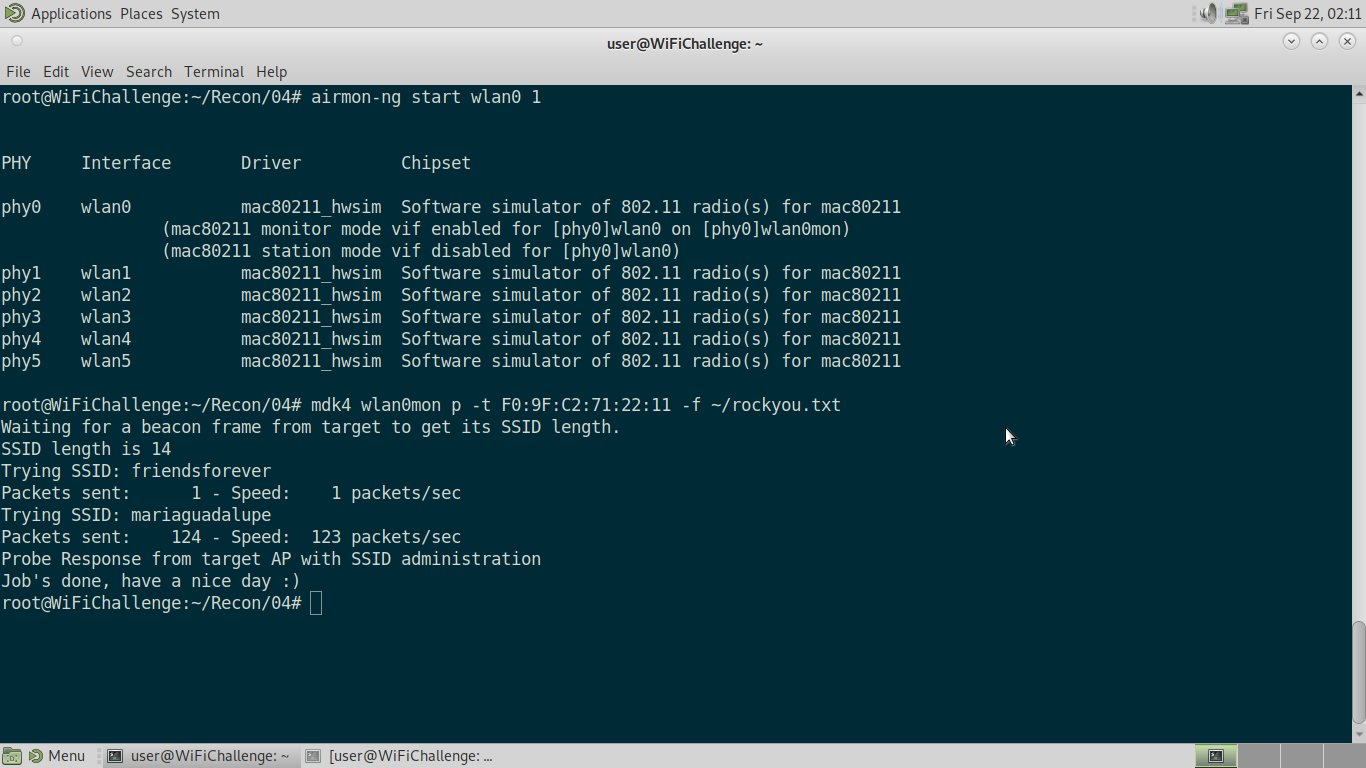 Applications Places System Fri Sep 22, 02:11
user@WiFiChallenge: ~
File Edit View Search Terminal Help
root@WiFiChallenge:~/Recon/04# airmon-ng start wlan0 1
PHY Interface Driver Chipset
phy0 wlan0 mac80211_hwsim Software simulator of 802.11 radio(s) for mac80211
(mac80211 monitor mode vif enabled for [phy0]wlan0 on [phy0]wlan0mon)
(mac80211 station mode vif disabled for [phy0]wlan0)
phy1 wlan1 mac80211_hwsim Software simulator of 802.11 radio(s) for mac80211
phy2 wlan2 mac80211_hwsim Software simulator of 802.11 radio(s) for mac80211
phy3 wlan3 mac80211_hwsim Software simulator of 802.11 radio(s) for mac80211
phy4 wlan4 mac80211_hwsim Software simulator of 802.11 radio(s) for mac80211
phy5 wlan5 mac80211_hwsim Software simulator of 802.11 radio(s) for mac80211
root@WiFiChallenge:~/Recon/04# mdk4 wlan0mon p -t F0:9F:C2:71:22:11 -f ~/rockyou.txt
Waiting for a beacon frame from target to get its SSID length.
SSID length is 14
Trying SSID: friendsforever
Packets sent: 1 - Speed: 1 packets/sec
Trying SSID: mariaguadalupe
Packets sent: 124 - Speed: 123 packets/sec
Probe Response from target AP with SSID administration
Job's done, have a nice day :)
root@WiFiChallenge:~/Recon/04#
Menu user@WiFiChallenge: ~ [user@WiFiChallenge: ...